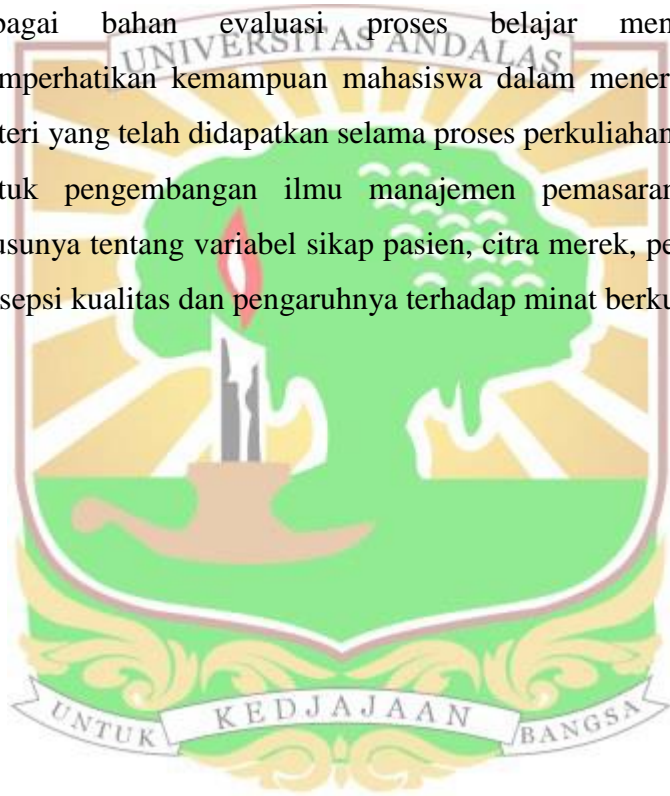 bagai bahan evaluasi proses belajar men
UNIVERSITAS ANDALAS
mperhatikan kemampuan mahasiswa dalam mener
teri yang telah didapatkan selama proses perkuliahan
tuk pengembangan ilmu manajemen pemasaran
ususnya tentang variabel sikap pasien, citra merek, pe
sepsi kualitas dan pengaruhnya terhadap minat berku
UNTUK KEDJAJAAN BANGSA